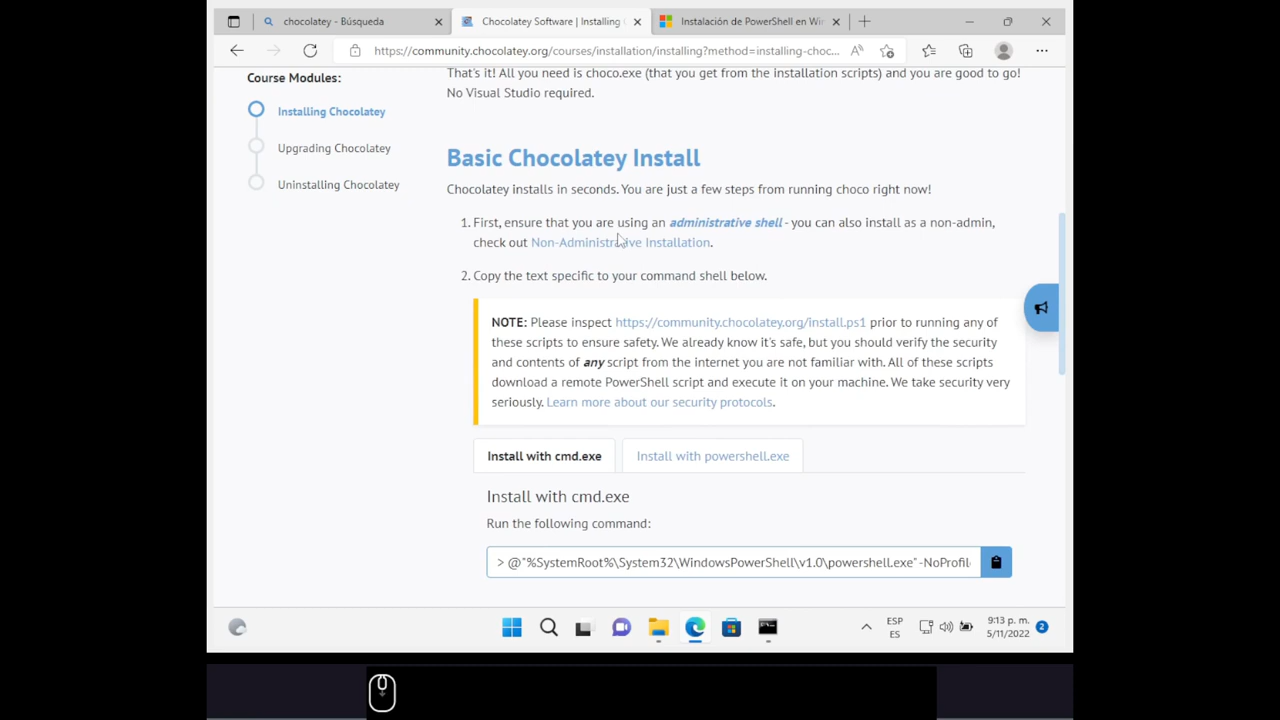 chocolatey - Búsqueda
Chocolatey Software | Installing
Instalación de PowerShell en Win
https://community.chocolatey.org/courses/installation/installing?method=installing-choc...
Course Modules:
Installing Chocolatey
Upgrading Chocolatey
Uninstalling Chocolatey
That's it! All you need is choco.exe (that you get from the installation scripts) and you are good to go!
No Visual Studio required.
Basic Chocolatey Install
Chocolatey installs in seconds. You are just a few steps from running choco right now!
1. First, ensure that you are using an administrative shell - you can also install as a non-admin,
check out Non-Administrative Installation.
2. Copy the text specific to your command shell below.
NOTE: Please inspect https://community.chocolatey.org/install.ps1 prior to running any of
these scripts to ensure safety. We already know it's safe, but you should verify the security
and contents of any script from the internet you are not familiar with. All of these scripts
download a remote PowerShell script and execute it on your machine. We take security very
seriously. Learn more about our security protocols.
Install with cmd.exe
Install with powershell.exe
Install with cmd.exe
Run the following command:
> @"%SystemRoot%\System32\WindowsPowerShell\v1.0\powershell.exe" -NoProfil
ESP
ES
9:13 p. m.
5/11/2022
2